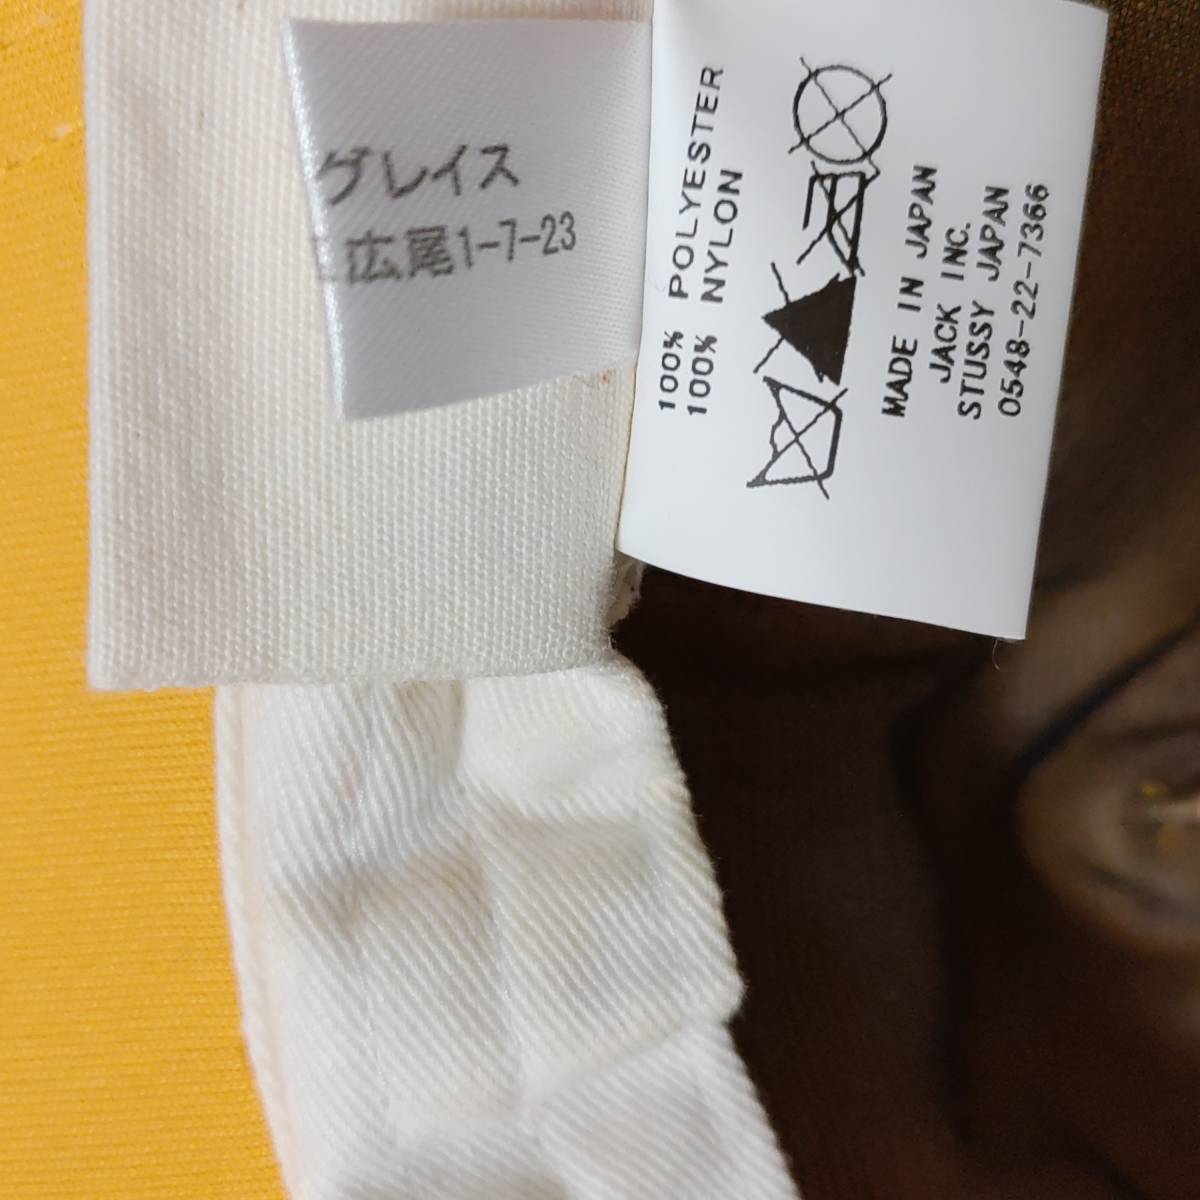 グレイス
広尾1-7-23
100% POLYESTER
100% NYLON
MADE IN JAPAN
JACK INC.
STUSSY JAPAN
0548-22-7366